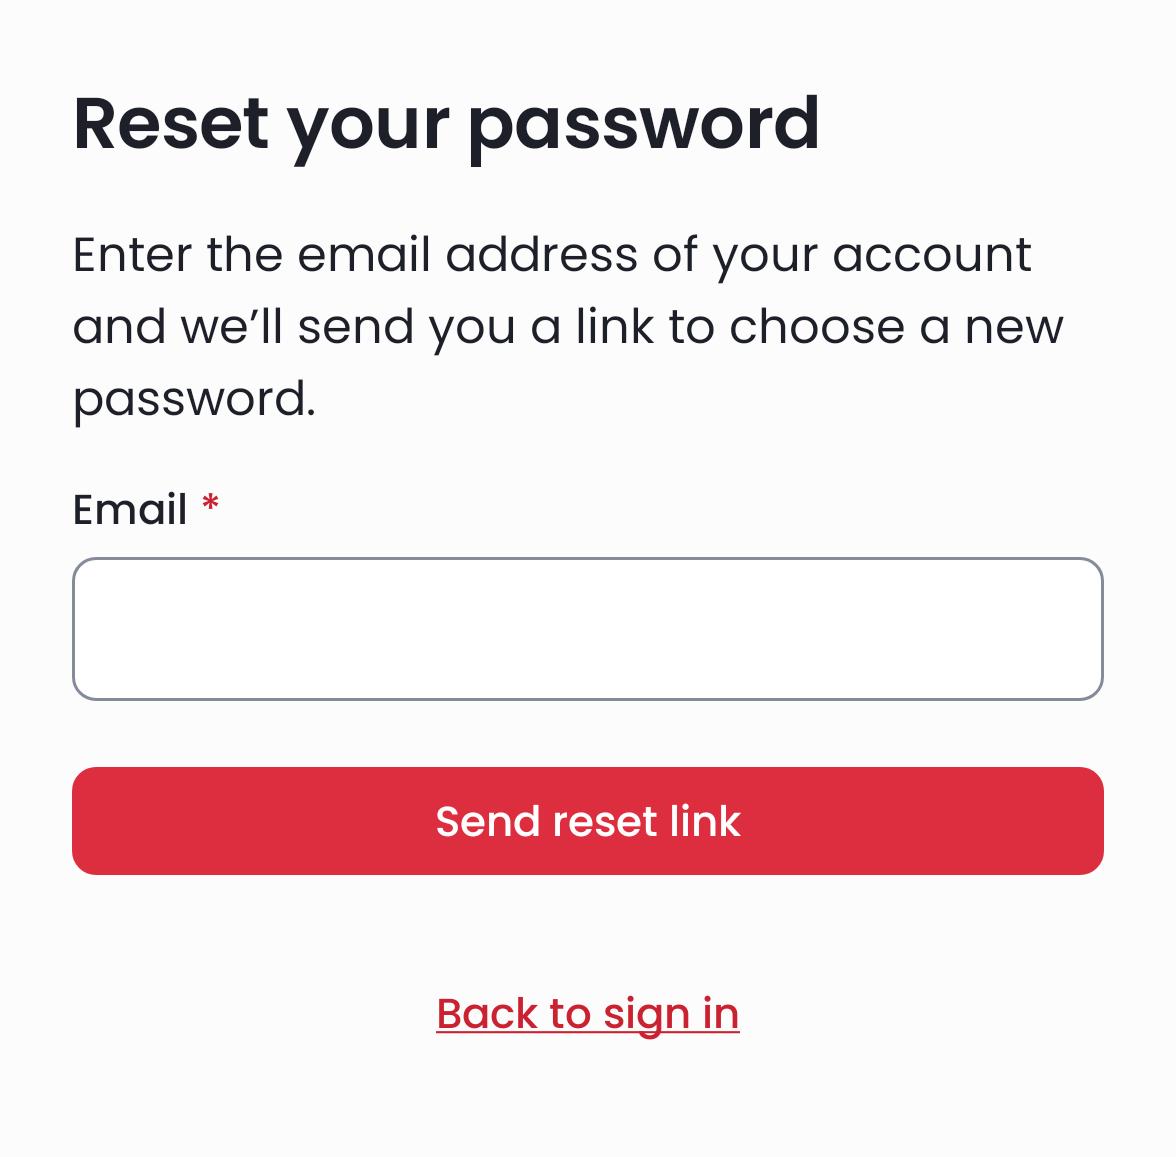 Reset your password
Enter the email address of your account
and we’ll send you a link to choose a new
password.
Email *
Send reset link
Back to sign in